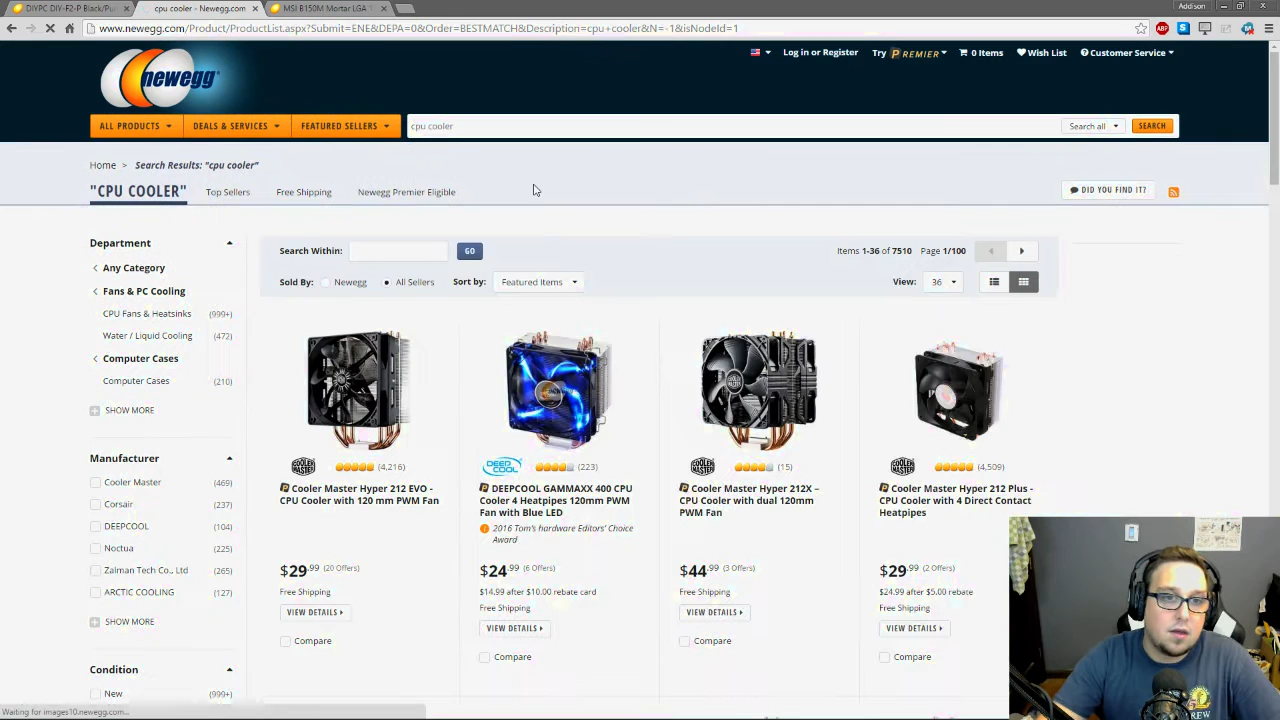 DIYPC DIY-F2-P Black/Pu
cpu cooler - Newegg.com
MSI B150M Mortar LGA
Addison
www.newegg.com/Product/ProductList.aspx?Submit=ENE&DEPA=0&Order=BESTMATCH&Description=cpu+cooler&N=-1&isNodeId=1
newegg
Log in or Register
Try PREMIER
0 Items
Wish List
Customer Service
ALL PRODUCTS
DEALS & SERVICES
FEATURED SELLERS
cpu cooler
Search all
SEARCH
Home > Search Results: "cpu cooler"
"CPU COOLER"
Top Sellers
Free Shipping
Newegg Premier Eligible
DID YOU FIND IT?
Department
Any Category
Fans & PC Cooling
CPU Fans & Heatsinks (999+)
Water / Liquid Cooling (472)
Computer Cases
Computer Cases (210)
SHOW MORE
Manufacturer
Cooler Master (469)
Corsair (237)
DEEPCOOL (104)
Noctua (225)
Zalman Tech Co., Ltd (265)
ARCTIC COOLING (127)
SHOW MORE
Condition
New (999+)
Search Within:
GO
Items 1-36 of 7510
Page 1/100
Sold By:
Newegg
All Sellers
Sort by:
Featured Items
View:
36
COOLER MASTER
(4,216)
Cooler Master Hyper 212 EVO -
CPU Cooler with 120 mm PWM Fan
$29.99 (20 Offers)
Free Shipping
VIEW DETAILS
Compare
DEEPCOOL
(223)
DEEPCOOL GAMMAXX 400 CPU
Cooler 4 Heatpipes 120mm PWM
Fan with Blue LED
2016 Tom's hardware Editors' Choice
Award
$24.99 (6 Offers)
$14.99 after $10.00 rebate card
Free Shipping
VIEW DETAILS
Compare
COOLER MASTER
(15)
Cooler Master Hyper 212X –
CPU Cooler with dual 120mm
PWM Fan
$44.99 (3 Offers)
Free Shipping
VIEW DETAILS
Compare
COOLER MASTER
(4,509)
Cooler Master Hyper 212 Plus -
CPU Cooler with 4 Direct Contact
Heatpipes
$29.99 (2 Offers)
$24.99 after $5.00 rebate
Free Shipping
VIEW DETAILS
Compare
Waiting for images10.newegg.com...